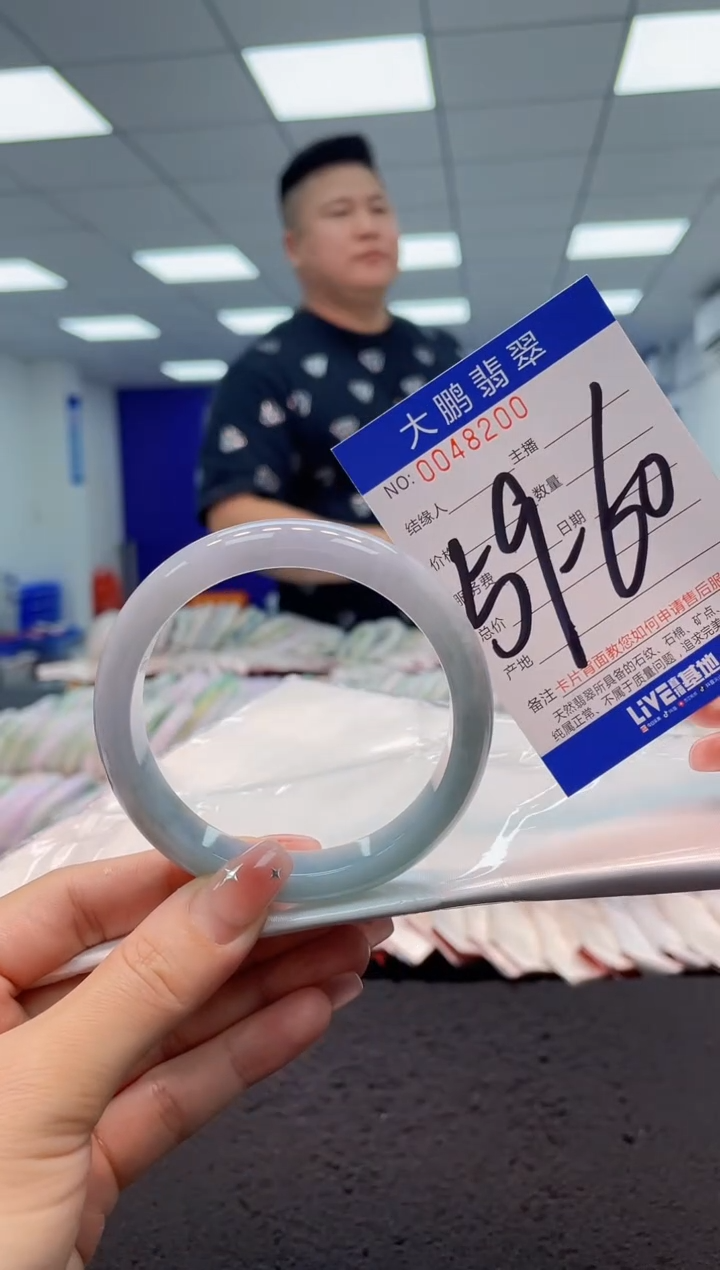 大鹏翡翠
NO: 0048200
结缘人
主播
价格
数量
服务费
日期
总价
产地
59-60
备注 卡片背面教您如何申请售后服
天然翡翠所具备的石纹、石棉、矿点
纯属正常、不属于质量问题，追求完美
LIVE 基地